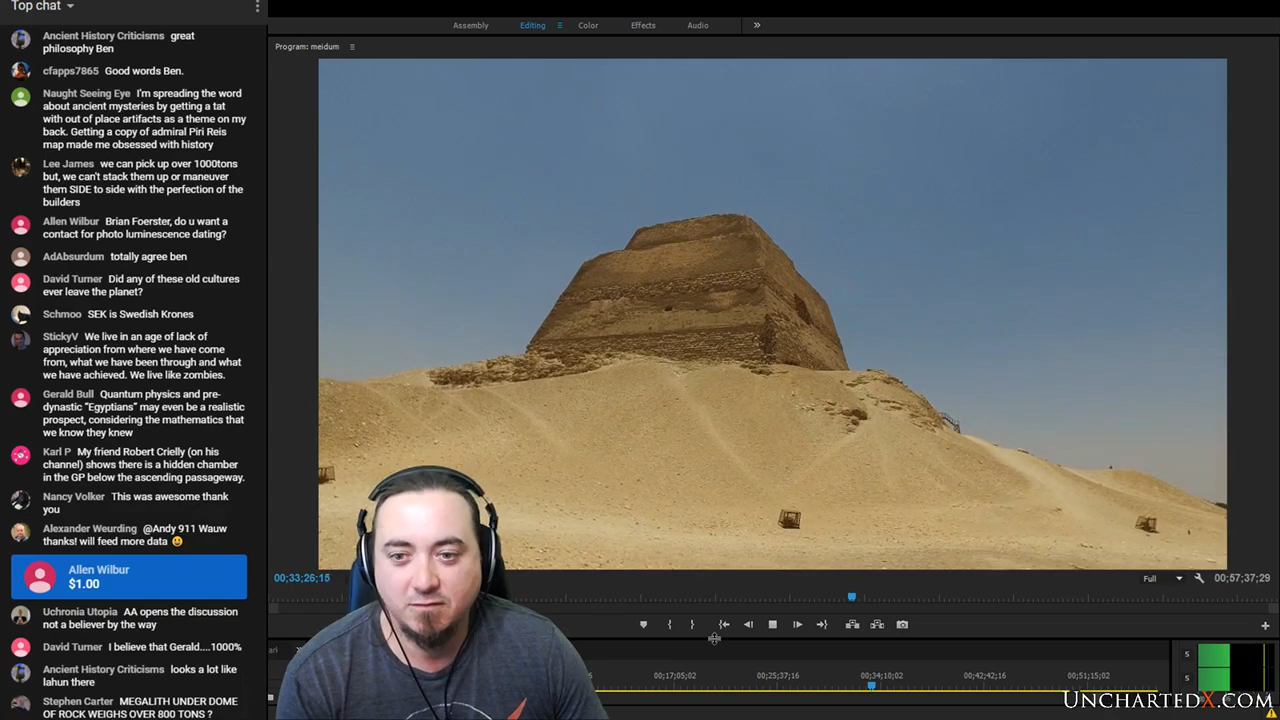 Top chat
Ancient History Criticisms great
philosophy Ben
cfapps7865 Good words Ben.
Naught Seeing Eye I'm spreading the
word about ancient mysteries by getting a tat
with out of place artifacts as a theme on my
back. Getting a copy of admiral Piri Reis
map made me obsessed with history
Lee James we can pick up over 1000tons
but, we can't stack them up or maneuver
them SIDE to side with the perfection of the
builders
Allen Wilbur Brian Foerster, do u want a
contact for photo luminescence dating?
AdAbsurdum totally agree ben
David Turner Did any of these old cultures
ever leave the planet?
Schmoo SEK is Swedish Krones
StickyV We live in an age of lack of
appreciation from where we have come
from, what we have been through and what
we have achieved. We live like zombies.
Gerald Bull Quantum physics and pre-
dynastic “Egyptians” may even be a realistic
prospect, considering the mathematics that
we know they knew
Karl P My friend Robert Crielly (on his
channel) shows there is a hidden chamber
in the GP below the ascending passageway.
Nancy Volker This was awesome thank
you
Alexander Weurding @Andy 911 Wauw
thanks! will feed more data 😃
Allen Wilbur
$1.00
Uchronia Utopia AA opens the discussion
not a believer by the way
David Turner I believe that Gerald....1000%
Ancient History Criticisms looks a lot like
lahun there
Stephen Carter MEGALITH UNDER DOME
OF ROCK WEIGHS OVER 800 TONS ?
Assembly Editing Color Effects Audio
Program: meidum
00;33;26;15 Full 00;57;37;29
00;17;05;02 00;25;37;16 00;34;10;02 00;42;42;16 00;51;15;02
5
5
UNCHARTEDX.COM